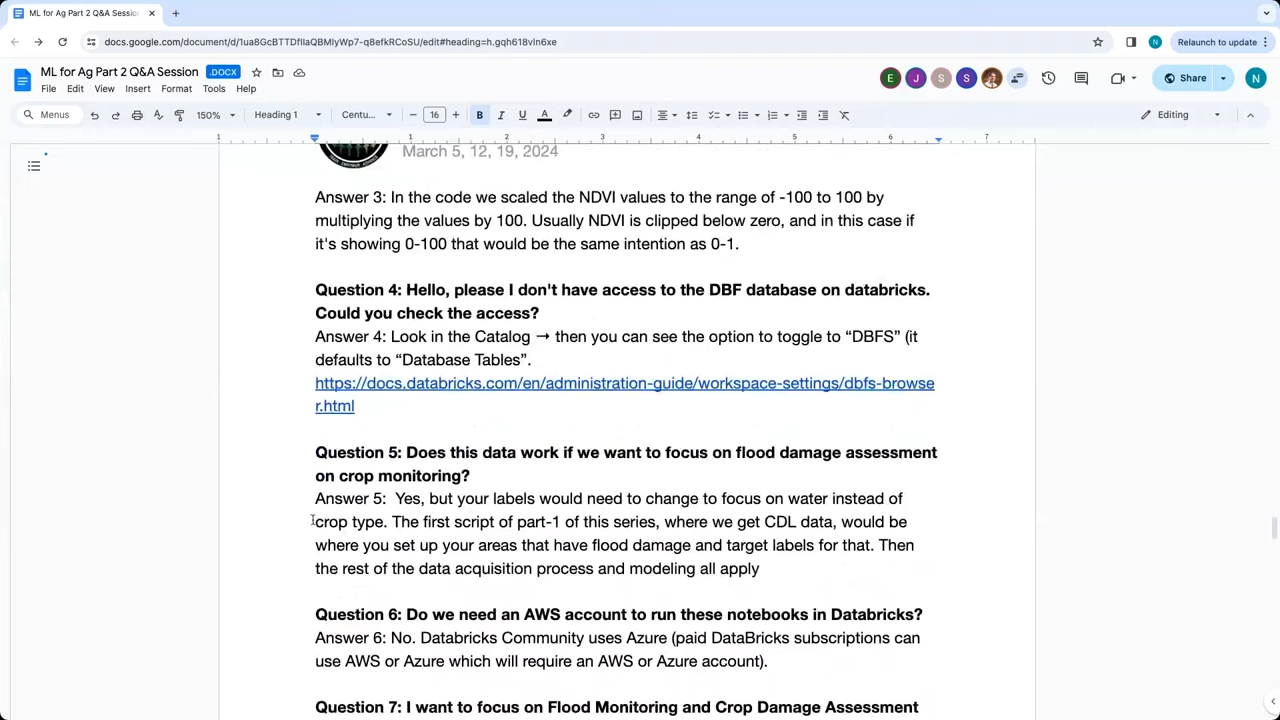 ML for Ag Part 2 Q&A Sessio
docs.google.com/document/d/1ua8GcBTTDfIlaQBMlyWp7-q8efkRCoSU/edit#heading=h.gqh618vln6xe
N
Relaunch to update
ML for Ag Part 2 Q&A Session
.DOCX
File Edit View Insert Format Tools Help
E J S S
Share
N
Menus
150%
Heading 1
Centu...
16
B I U A
Editing
1 1 2 3 4 5 6 7
March 5, 12, 19, 2024
Answer 3: In the code we scaled the NDVI values to the range of -100 to 100 by
multiplying the values by 100. Usually NDVI is clipped below zero, and in this case if
it's showing 0-100 that would be the same intention as 0-1.
Question 4: Hello, please I don't have access to the DBF database on databricks.
Could you check the access?
Answer 4: Look in the Catalog → then you can see the option to toggle to “DBFS” (it
defaults to “Database Tables”.
https://docs.databricks.com/en/administration-guide/workspace-settings/dbfs-browse
r.html
Question 5: Does this data work if we want to focus on flood damage assessment
on crop monitoring?
Answer 5:  Yes, but your labels would need to change to focus on water instead of
crop type. The first script of part-1 of this series, where we get CDL data, would be
where you set up your areas that have flood damage and target labels for that. Then
the rest of the data acquisition process and modeling all apply
Question 6: Do we need an AWS account to run these notebooks in Databricks?
Answer 6: No. Databricks Community uses Azure (paid DataBricks subscriptions can
use AWS or Azure which will require an AWS or Azure account).
Question 7: I want to focus on Flood Monitoring and Crop Damage Assessment